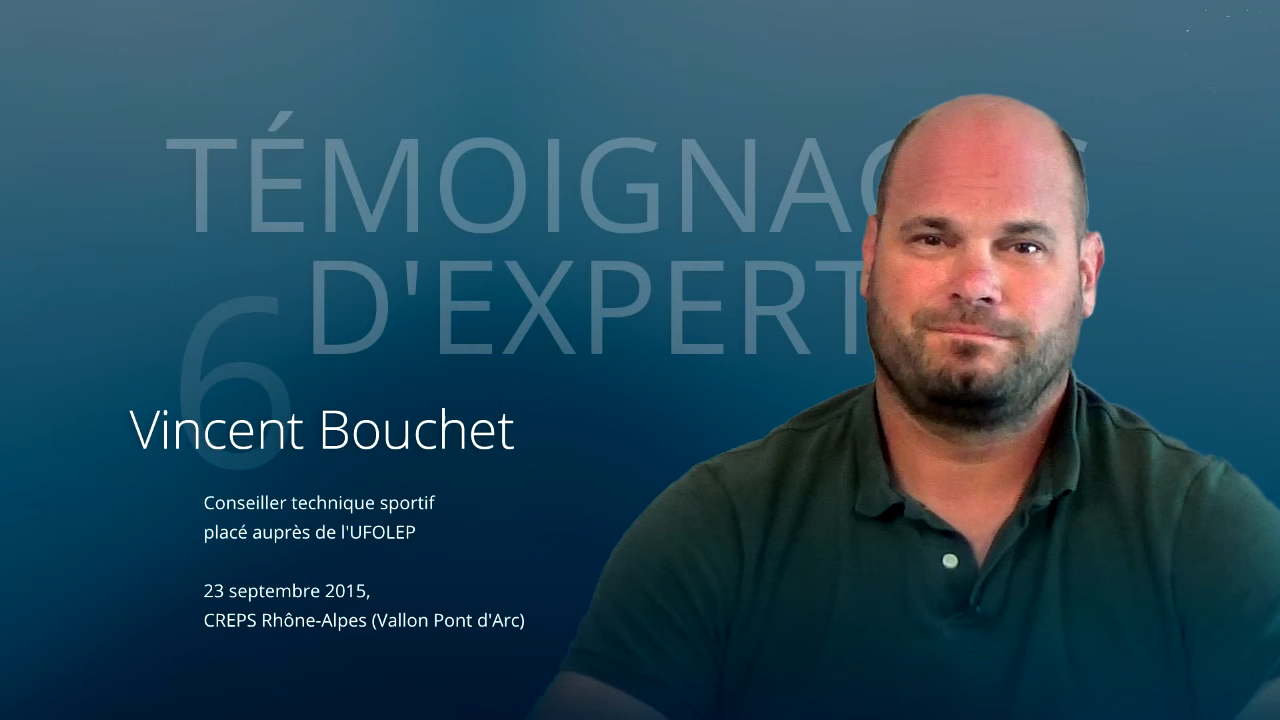 TÉMOIGNAG S
D'EXPERT
6
Vincent Bouchet
Conseiller technique sportif
placé auprès de l'UFOLEP
23 septembre 2015,
CREPS Rhône-Alpes (Vallon Pont d'Arc)